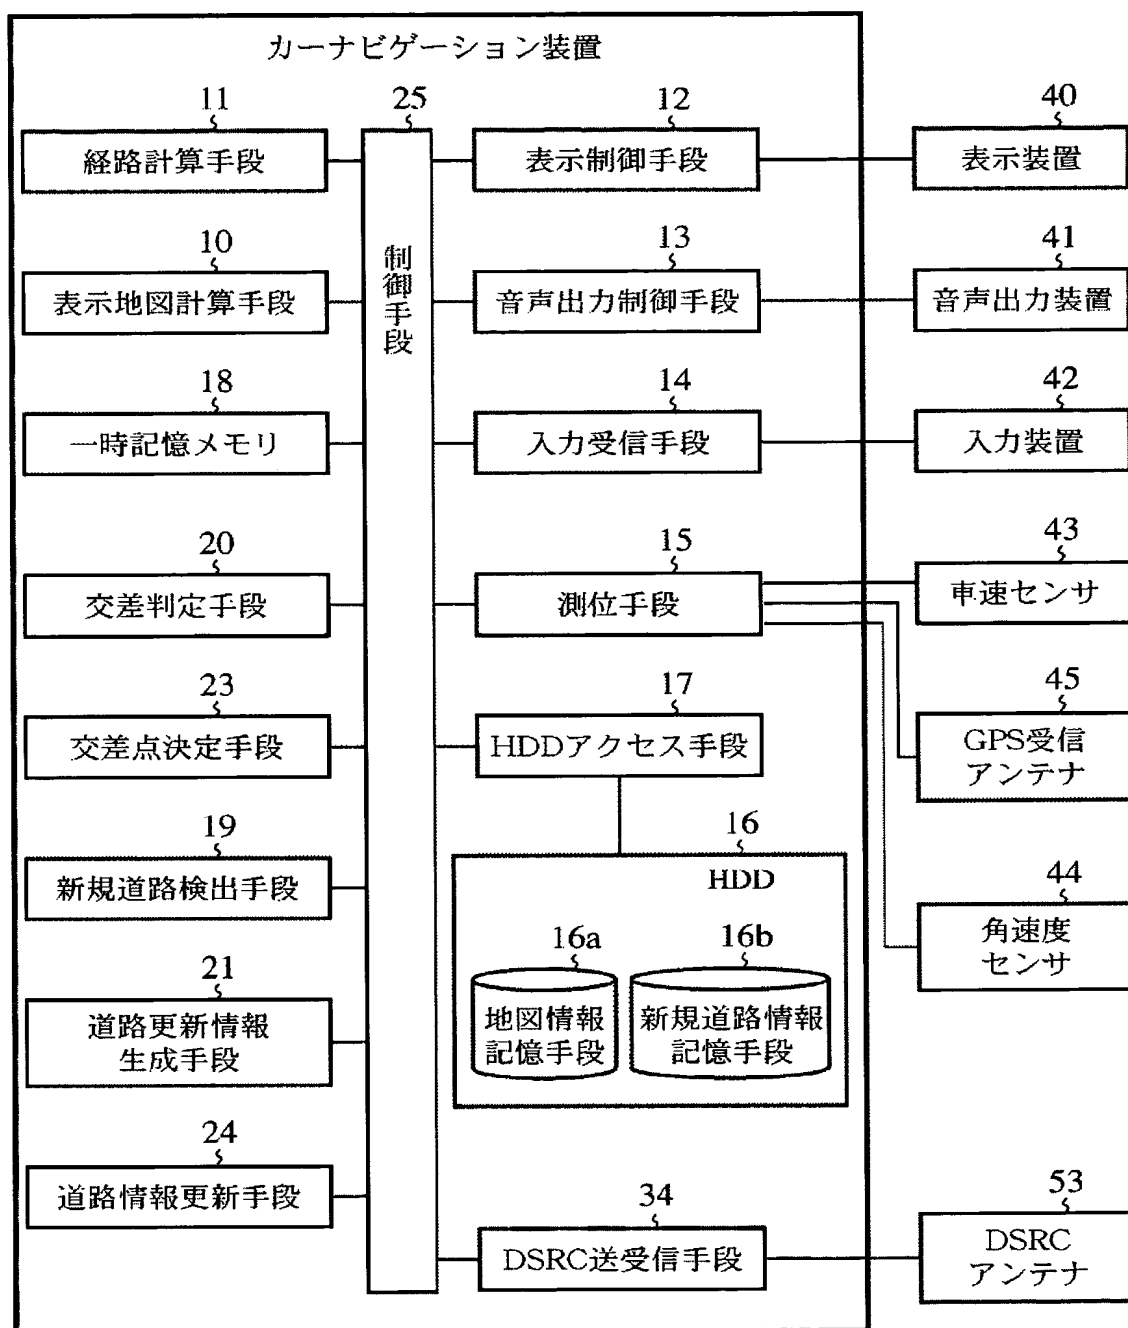 カーナビゲーション装置
11
25
12
40
経路計算手段
表示制御手段
表示装置
10
13
41
制御手段
表示地図計算手段
音声出力制御手段
音声出力装置
18
14
42
一時記憶メモリ
入力受信手段
入力装置
20
15
43
交差判定手段
測位手段
車速センサ
23
17
45
交差点決定手段
HDDアクセス手段
GPS受信
アンテナ
19
16
新規道路検出手段
HDD
44
角速度
センサ
16a
16b
21
道路更新情報
生成手段
地図情報
記憶手段
新規道路情報
記憶手段
24
道路情報更新手段
34
53
DSRC送受信手段
DSRC
アンテナ